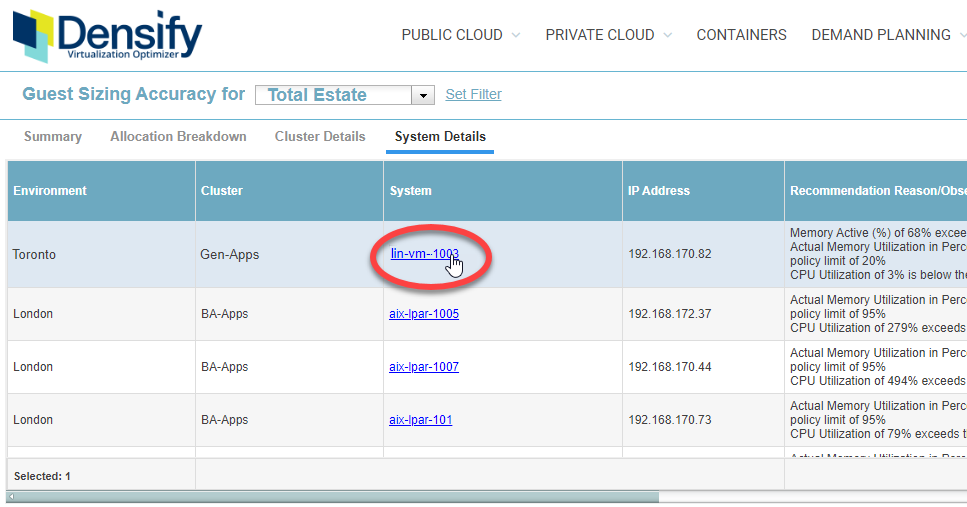 Densify
Virtualization Optimizer
PUBLIC CLOUD PRIVATE CLOUD CONTAINERS DEMAND PLANNING
Guest Sizing Accuracy for Total Estate Set Filter
Summary Allocation Breakdown Cluster Details System Details
Environment Cluster System IP Address Recommendation Reason/Obse
Toronto Gen-Apps lin-vm--1003 192.168.170.82
Memory Active (%) of 68% excee
Actual Memory Utilization in Perc
policy limit of 20%
CPU Utilization of 3% is below the
London BA-Apps aix-lpar-1005 192.168.172.37
Actual Memory Utilization in Perc
policy limit of 95%
CPU Utilization of 279% exceeds
London BA-Apps aix-lpar-1007 192.168.170.44
Actual Memory Utilization in Perc
policy limit of 95%
CPU Utilization of 494% exceeds
London BA-Apps aix-lpar-101 192.168.170.73
Actual Memory Utilization in Perc
policy limit of 95%
CPU Utilization of 79% exceeds t
Selected: 1